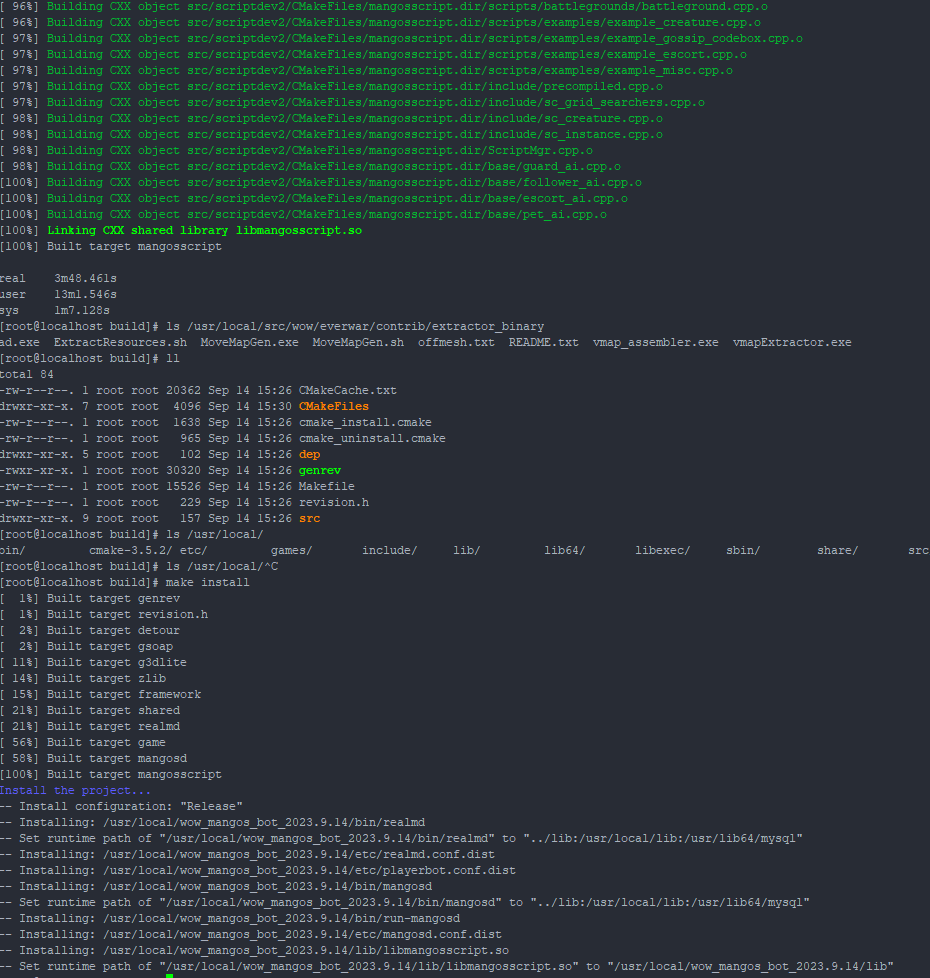 [ 96%] Building CXX object src/scriptdev2/CMakeFiles/mangosscript.dir/scripts/battlegrounds/battleground.cpp.o
[ 96%] Building CXX object src/scriptdev2/CMakeFiles/mangosscript.dir/scripts/examples/example_creature.cpp.o
[ 97%] Building CXX object src/scriptdev2/CMakeFiles/mangosscript.dir/scripts/examples/example_gossip_codebox.cpp.o
[ 97%] Building CXX object src/scriptdev2/CMakeFiles/mangosscript.dir/scripts/examples/example_escort.cpp.o
[ 97%] Building CXX object src/scriptdev2/CMakeFiles/mangosscript.dir/scripts/examples/example_misc.cpp.o
[ 97%] Building CXX object src/scriptdev2/CMakeFiles/mangosscript.dir/include/precompiled.cpp.o
[ 97%] Building CXX object src/scriptdev2/CMakeFiles/mangosscript.dir/include/sc_grid_searchers.cpp.o
[ 98%] Building CXX object src/scriptdev2/CMakeFiles/mangosscript.dir/include/sc_creature.cpp.o
[ 98%] Building CXX object src/scriptdev2/CMakeFiles/mangosscript.dir/include/sc_instance.cpp.o
[ 98%] Building CXX object src/scriptdev2/CMakeFiles/mangosscript.dir/ScriptMgr.cpp.o
[ 98%] Building CXX object src/scriptdev2/CMakeFiles/mangosscript.dir/base/guard_ai.cpp.o
[100%] Building CXX object src/scriptdev2/CMakeFiles/mangosscript.dir/base/follower_ai.cpp.o
[100%] Building CXX object src/scriptdev2/CMakeFiles/mangosscript.dir/base/escort_ai.cpp.o
[100%] Building CXX object src/scriptdev2/CMakeFiles/mangosscript.dir/base/pet_ai.cpp.o
[100%] Linking CXX shared library libmangosscript.so
[100%] Built target mangosscript
real    3m48.461s
user    13m1.546s
sys     1m7.128s
[root@localhost build]# ls /usr/local/src/wow/everwar/contrib/extractor_binary
ad.exe  ExtractResources.sh  MoveMapGen.exe  MoveMapGen.sh  offmesh.txt  README.txt  vmap_assembler.exe  vmapExtractor.exe
[root@localhost build]# ll
total 84
-rw-r--r--. 1 root root 20362 Sep 14 15:26 CMakeCache.txt
drwxr-xr-x. 7 root root  4096 Sep 14 15:30 CMakeFiles
-rw-r--r--. 1 root root  1638 Sep 14 15:26 cmake_install.cmake
-rw-r--r--. 1 root root   965 Sep 14 15:26 cmake_uninstall.cmake
drwxr-xr-x. 5 root root   102 Sep 14 15:26 dep
-rwxr-xr-x. 1 root root 30320 Sep 14 15:26 genrev
-rw-r--r--. 1 root root 15526 Sep 14 15:26 Makefile
-rw-r--r--. 1 root root   229 Sep 14 15:26 revision.h
drwxr-xr-x. 9 root root   157 Sep 14 15:26 src
[root@localhost build]# ls /usr/local/
bin/         cmake-3.5.2/ etc/         games/       include/     lib/         lib64/       libexec/     sbin/        share/       src
[root@localhost build]# ls /usr/local/^C
[root@localhost build]# make install
[  1%] Built target genrev
[  1%] Built target revision.h
[  2%] Built target detour
[  2%] Built target gsoap
[ 11%] Built target g3dlite
[ 14%] Built target zlib
[ 15%] Built target framework
[ 21%] Built target shared
[ 21%] Built target realmd
[ 56%] Built target game
[ 58%] Built target mangosd
[100%] Built target mangosscript
Install the project...
-- Install configuration: "Release"
-- Installing: /usr/local/wow_mangos_bot_2023.9.14/bin/realmd
-- Set runtime path of "/usr/local/wow_mangos_bot_2023.9.14/bin/realmd" to "../lib:/usr/local/lib:/usr/lib64/mysql"
-- Installing: /usr/local/wow_mangos_bot_2023.9.14/etc/realmd.conf.dist
-- Installing: /usr/local/wow_mangos_bot_2023.9.14/etc/playerbot.conf.dist
-- Installing: /usr/local/wow_mangos_bot_2023.9.14/bin/mangosd
-- Set runtime path of "/usr/local/wow_mangos_bot_2023.9.14/bin/mangosd" to "../lib:/usr/local/lib:/usr/lib64/mysql"
-- Installing: /usr/local/wow_mangos_bot_2023.9.14/bin/run-mangosd
-- Installing: /usr/local/wow_mangos_bot_2023.9.14/etc/mangosd.conf.dist
-- Installing: /usr/local/wow_mangos_bot_2023.9.14/lib/libmangosscript.so
-- Set runtime path of "/usr/local/wow_mangos_bot_2023.9.14/lib/libmangosscript.so" to "/usr/local/wow_mangos_bot_2023.9.14/lib"